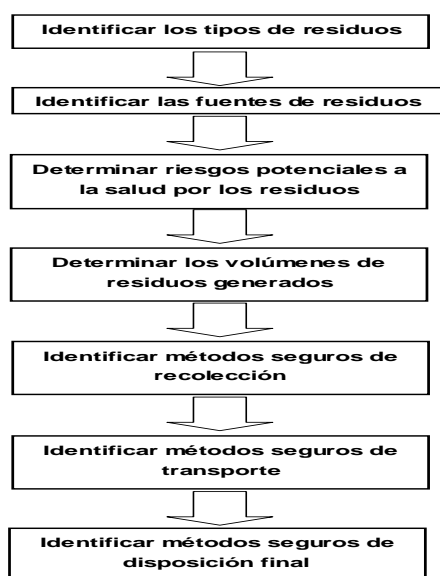 Identificar los tipos de residuos
Identificar las fuentes de residuos
Determinar riesgos potenciales a
la salud por los residuos
Determinar los volúmenes de
residuos generados
Identificar métodos seguros de
recolección
Identificar métodos seguros de
transporte
Identificar métodos seguros de
disposición final